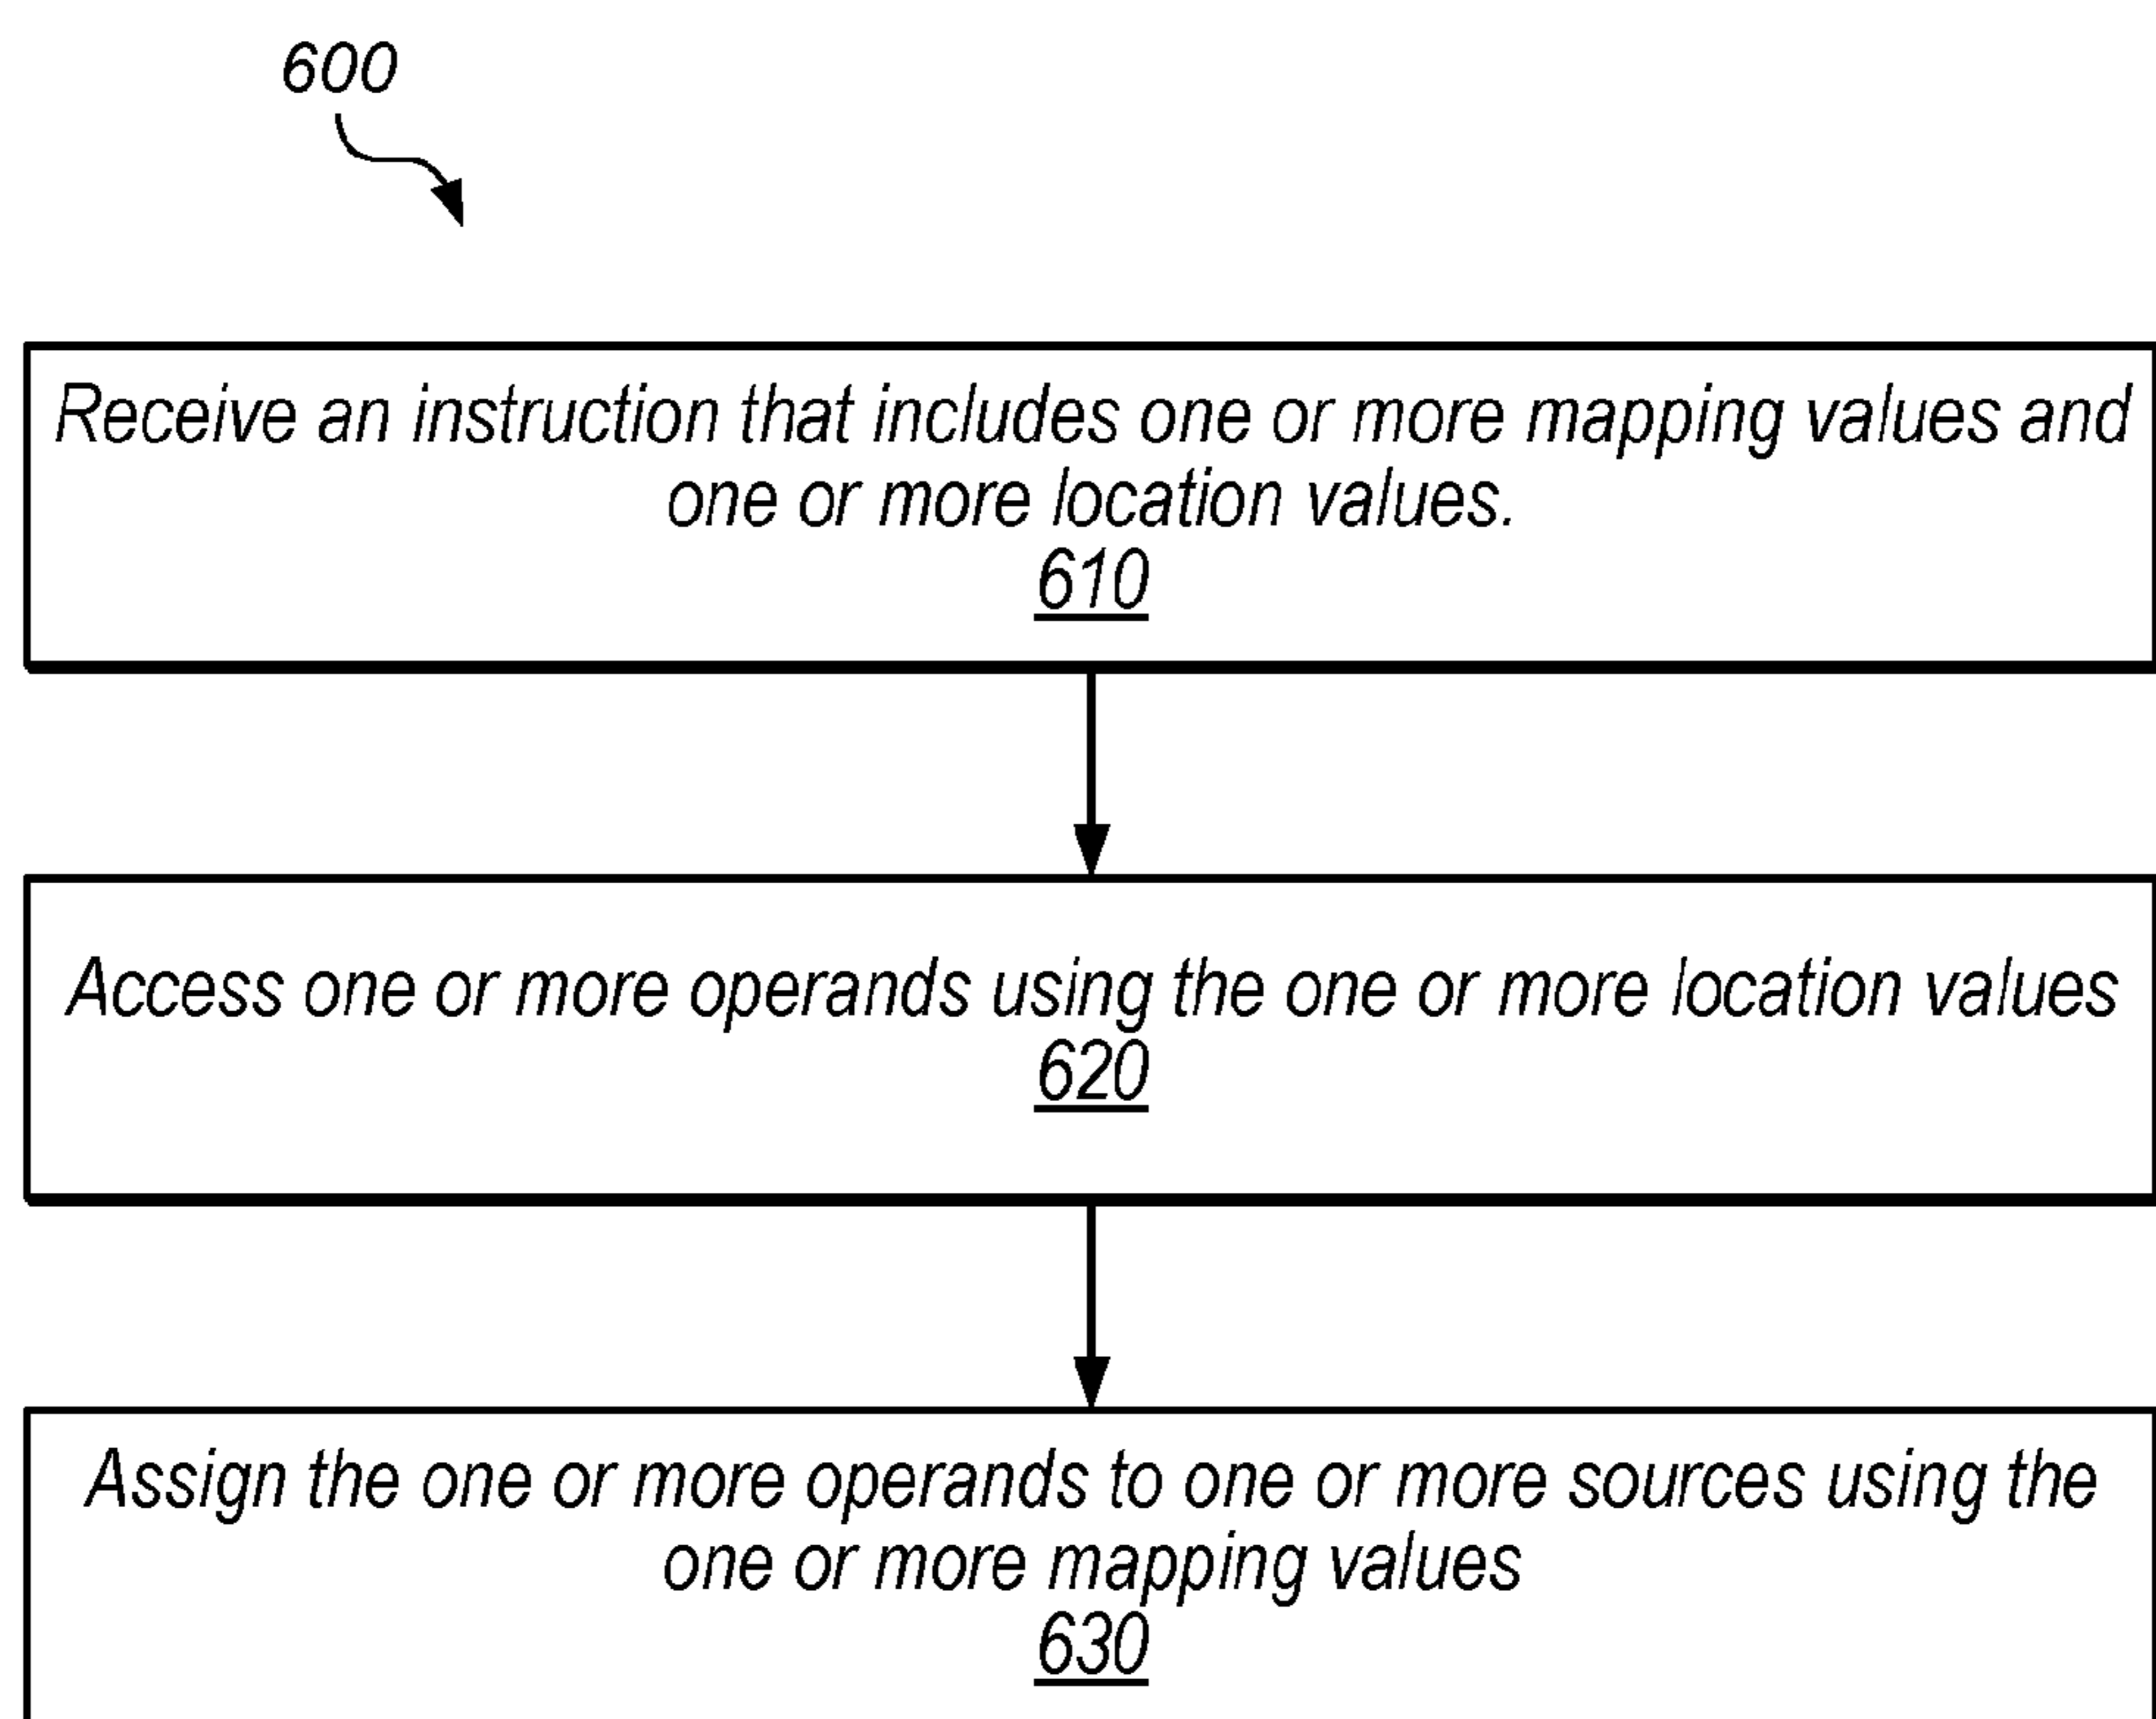 600
Receive an instruction that includes one or more mapping values and
one or more location values.
610
Access one or more operands using the one or more location values
620
Assign the one or more operands to one or more sources using the
one or more mapping values
630